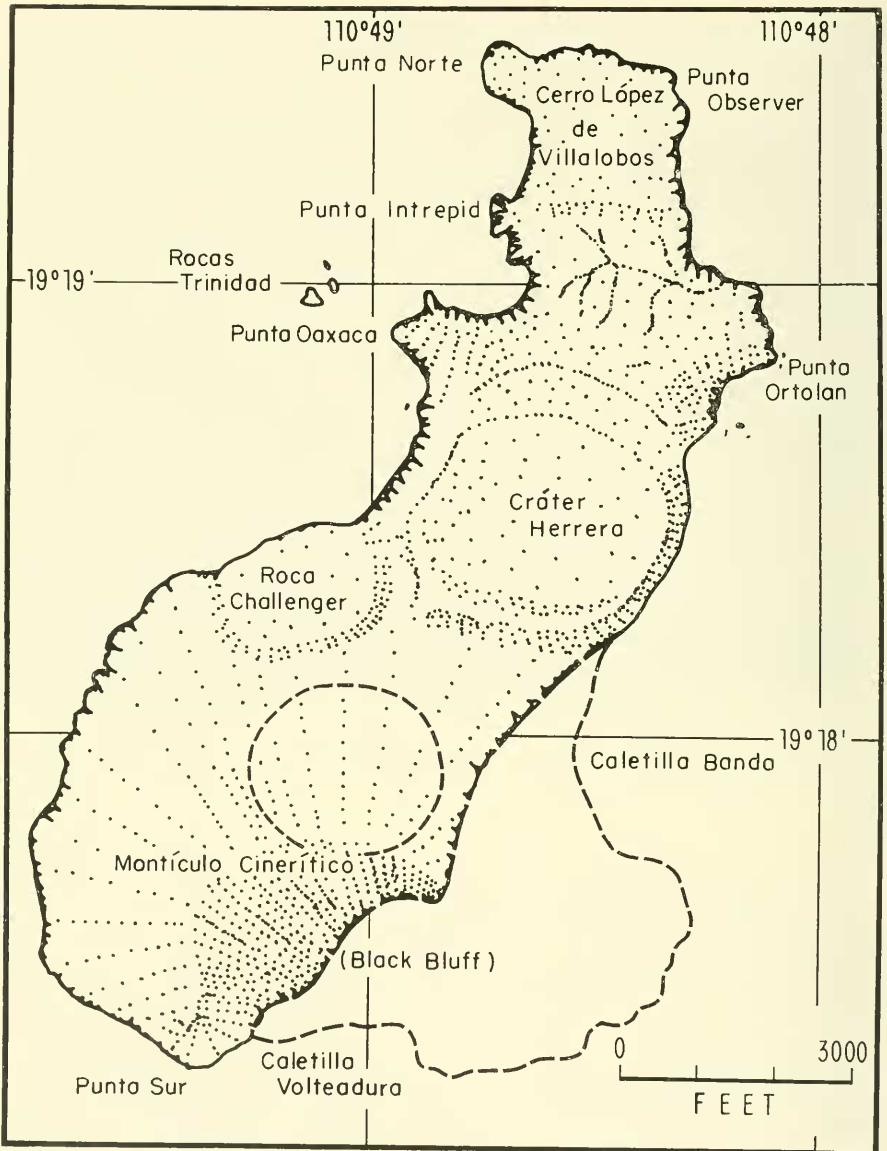 110°49'
110°48'
Punta Norte
Punta
Observer
Cerro López
de
Villalobos
Punta Intrepid
Rocas
Trinidad
19°19'
Punta Oaxaca
Punta
Ortolan
Cráter
Herrera
Roca
Challenger
19°18'
Caletilla Banda
Montículo Cinerífico
(Black Bluff)
Caletilla
Volteadura
Punta Sur
0
3000
FEET